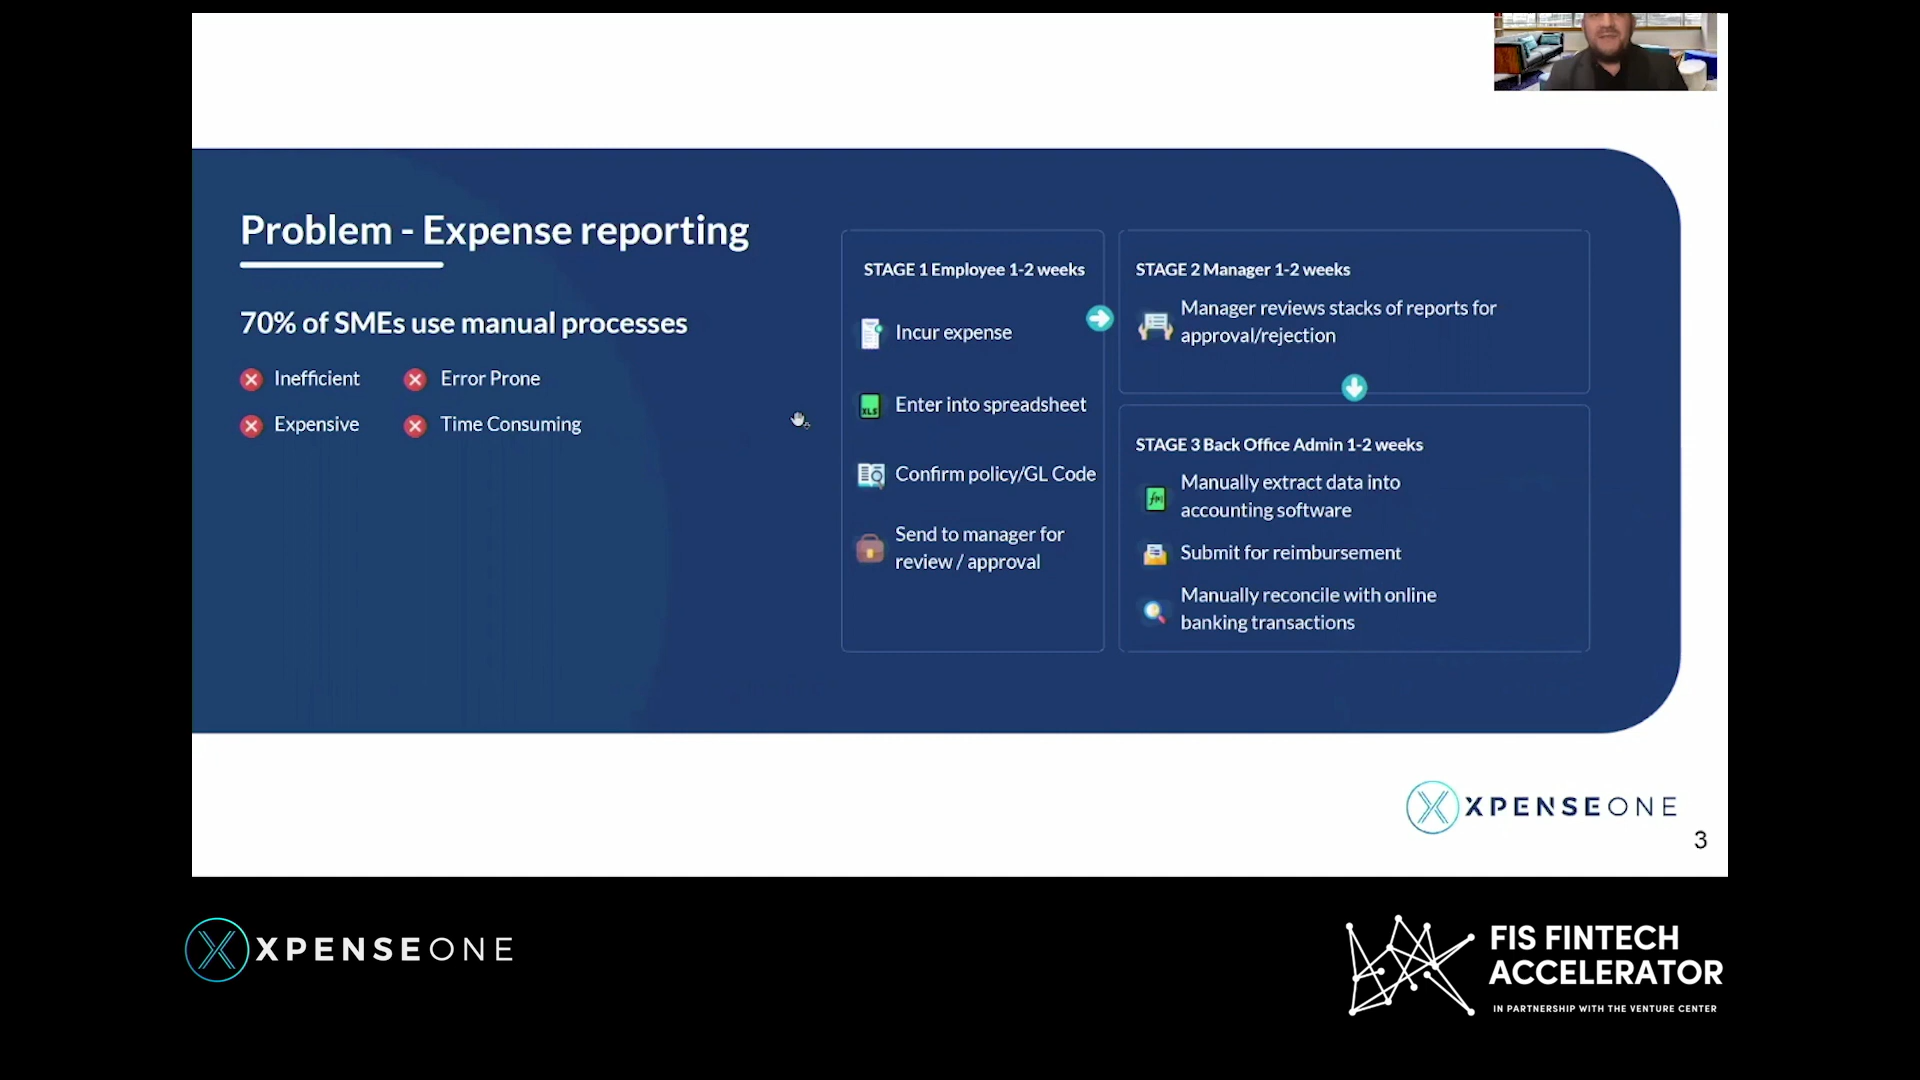 Problem - Expense reporting
70% of SMEs use manual processes
Inefficient
Error Prone
Expensive
Time Consuming
STAGE 1 Employee 1-2 weeks
Incur expense
XLS
Enter into spreadsheet
Confirm policy/GL Code
Send to manager for
review / approval
STAGE 2 Manager 1-2 weeks
Manager reviews stacks of reports for
approval/rejection
STAGE 3 Back Office Admin 1-2 weeks
Manually extract data into
accounting software
Submit for reimbursement
Manually reconcile with online
banking transactions
XPENSEONE
3
XPENSEONE
FIS FINTECH
ACCELERATOR
IN PARTNERSHIP WITH THE VENTURE CENTER